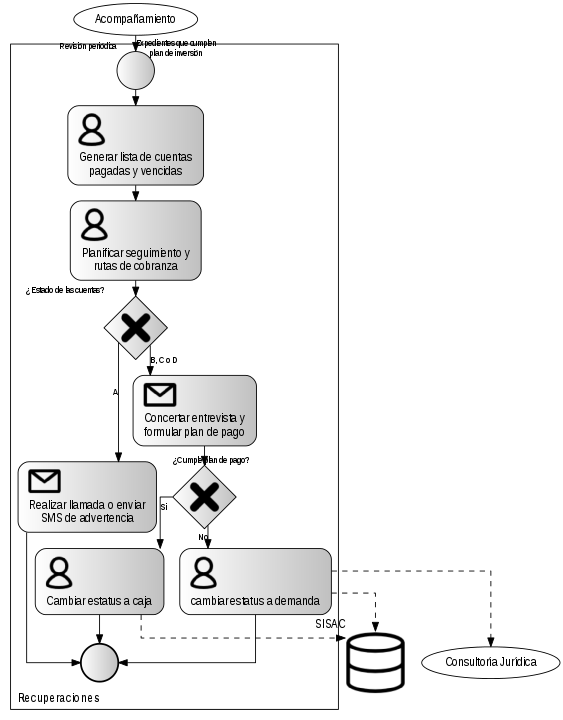 Acompañamiento
Revisión periodica
Expedientes que cumplen
plan de inversión
Generar lista de cuentas
pagadas y vencidas
Planificar seguimiento y
rutas de cobranza
¿Estado de las cuentas?
B, C o D
A
Concertar entrevista y
formular plan de pago
¿Cumple plan de pago?
Realizar llamada o enviar
SMS de advertencia
Si
No
Cambiar estatus a caja
cambiar estatus a demanda
SISAC
Consultoria Juridica
Recuperaciones